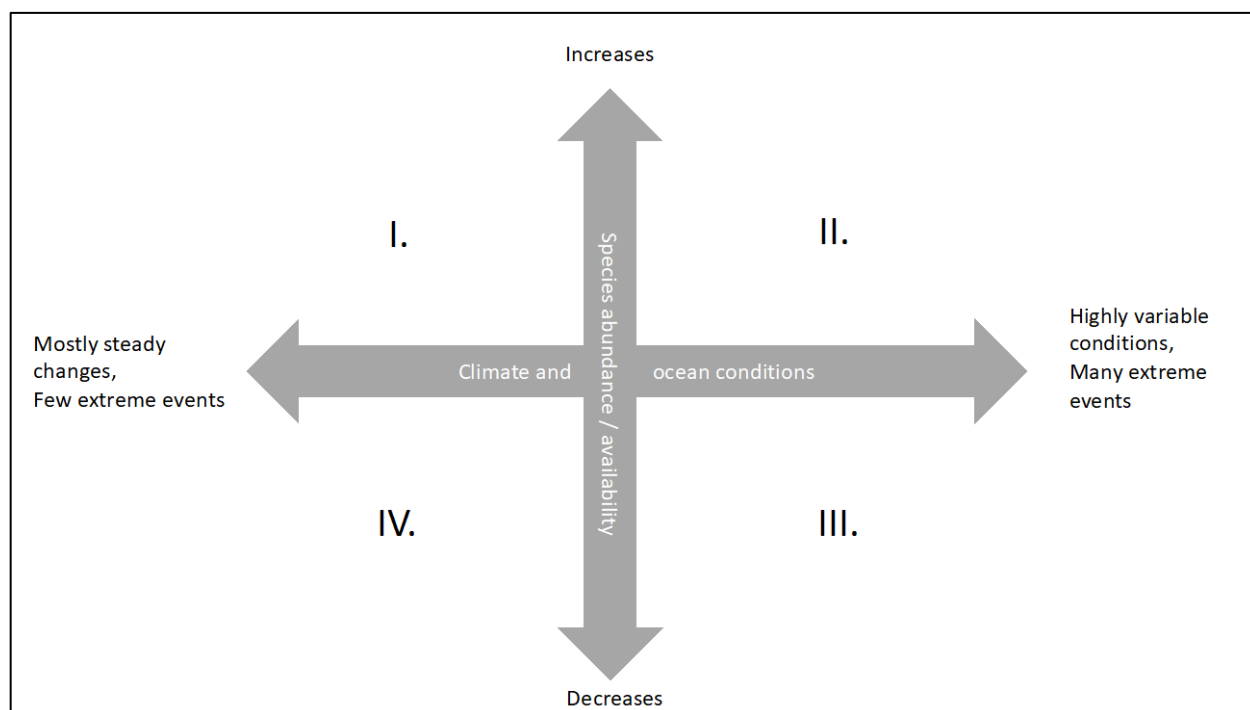 Increases
I.
II.
Species abundance / availability
Mostly steady
changes,
Few extreme events
Climate and ocean conditions
Highly variable
conditions,
Many extreme
events
IV.
III.
Decreases